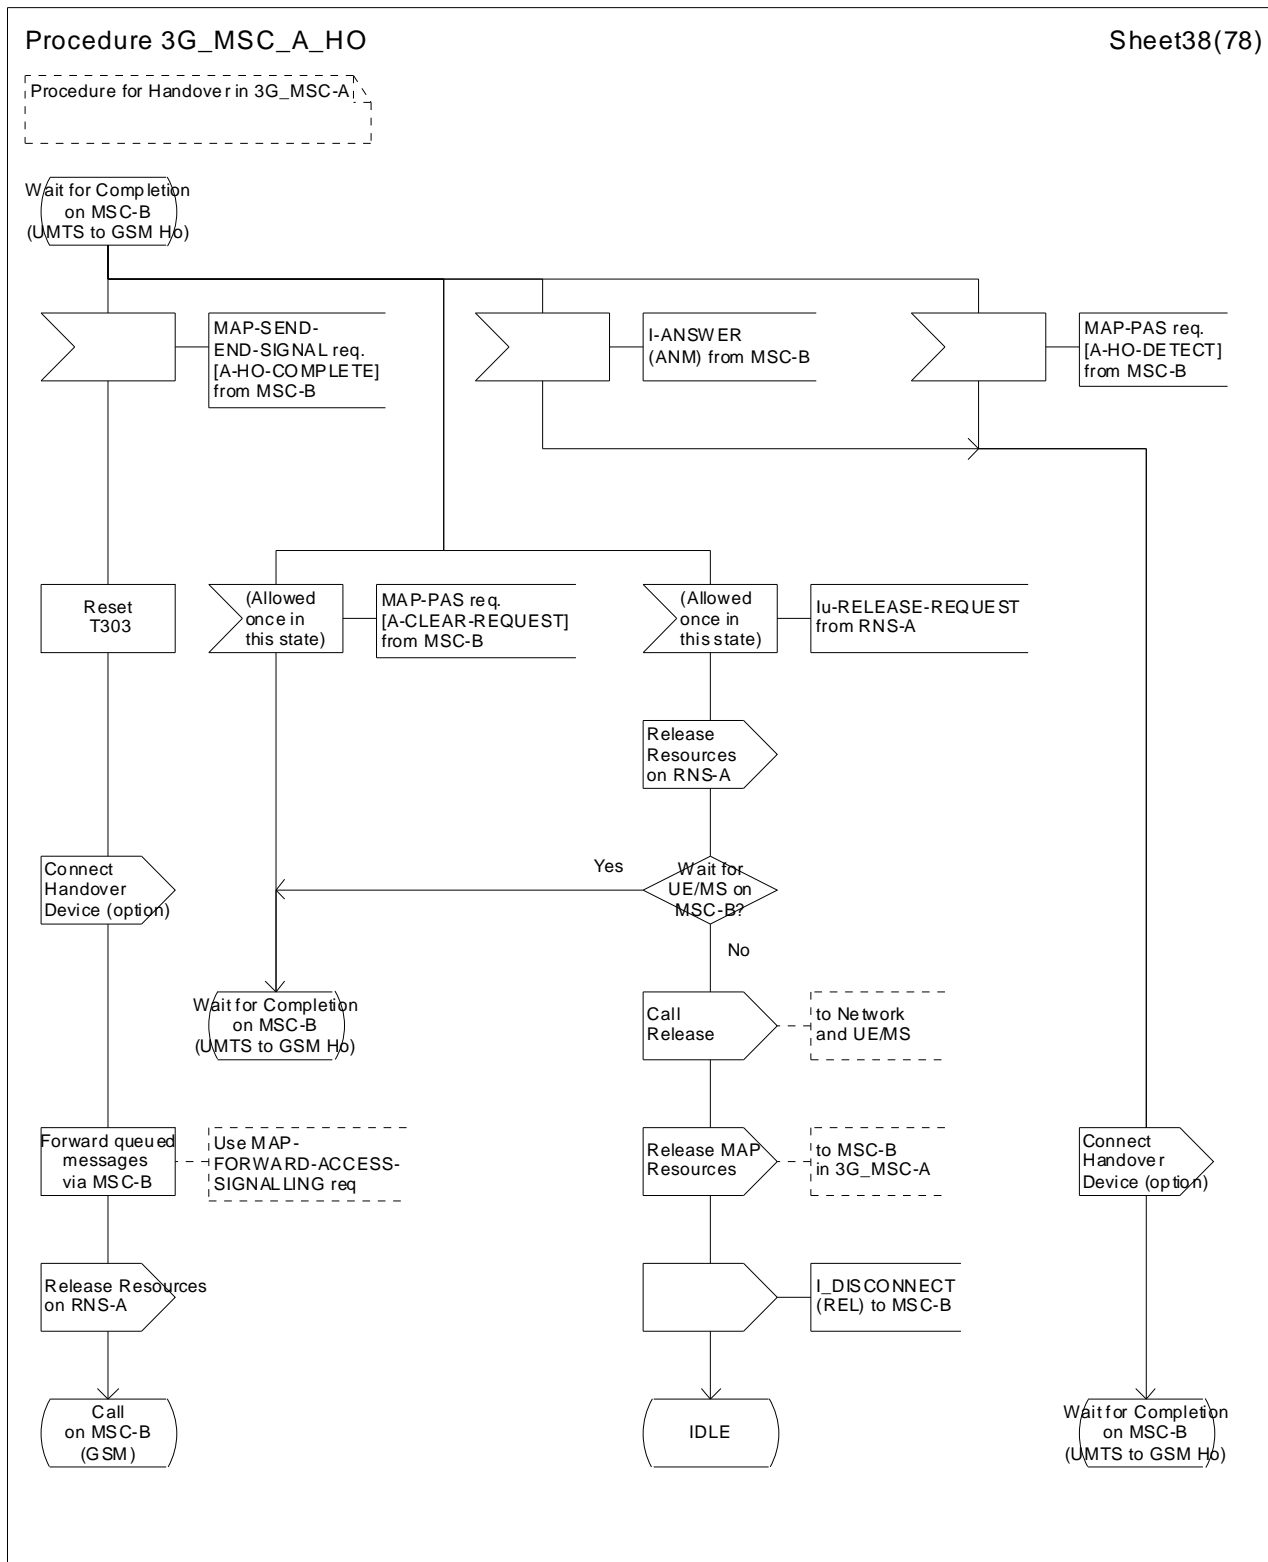 Procedure 3G_MSC_A_HO
Sheet38(78)
Procedure for Handover in 3G_MSC-A
Wait for Completion
on MSC-B
(UMTS to GSM Ho)
MAP-SEND-
END-SIGNAL req.
[A-HO-COMPLETE]
from MSC-B
I-ANSWER
(ANM) from MSC-B
MAP-PAS req.
[A-HO-DETECT]
from MSC-B
Reset
T303
(Allowed
once in
this state)
MAP-PAS req.
[A-CLEAR-REQUEST]
from MSC-B
(Allowed
once in
this state)
Iu-RELEASE-REQUEST
from RNS-A
Release
Resources
on RNS-A
Connect
Handover
Device (option)
Yes
Wait for
UE/MS on
MSC-B?
No
Wait for Completion
on MSC-B
(UMTS to GSM Ho)
Call
Release
to Network
and UE/MS
Forward queued
messages
via MSC-B
Use MAP-
FORWARD-ACCESS-
SIGNALLING req
Release MAP
Resources
to MSC-B
in 3G_MSC-A
Connect
Handover
Device (option)
Release Resources
on RNS-A
I_DISCONNECT
(REL) to MSC-B
Call
on MSC-B
(GSM)
IDLE
Wait for Completion
on MSC-B
(UMTS to GSM Ho)